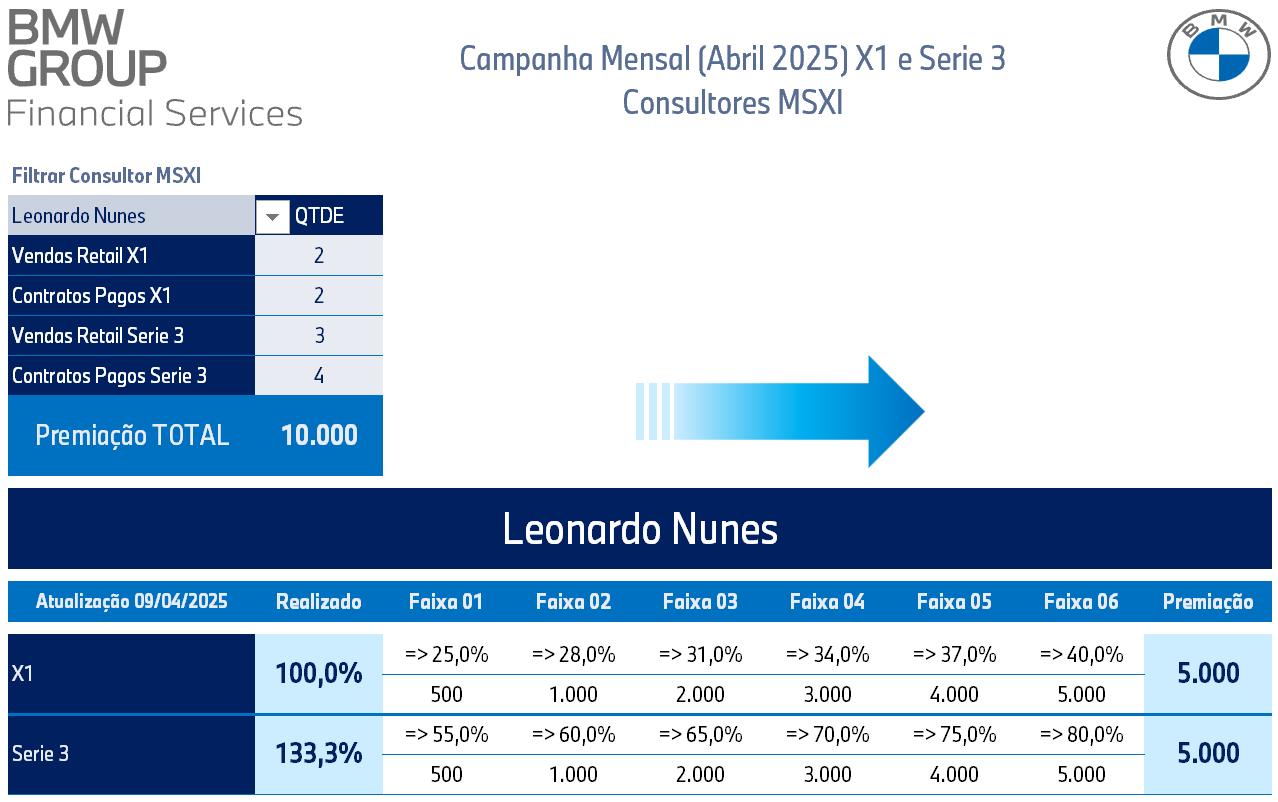 BMW
GROUP
Financial Services
Campanha Mensal (Abril 2025) X1 e Serie 3
Consultores MSXI
BMW
Filtrar Consultor MSXI
Leonardo Nunes QTDE
Vendas Retail X1 2
Contratos Pagos X1 2
Vendas Retail Serie 3 3
Contratos Pagos Serie 3 4
Premiação TOTAL 10.000
Leonardo Nunes
Atualização 09/04/2025 Realizado Faixa 01 Faixa 02 Faixa 03 Faixa 04 Faixa 05 Faixa 06 Premiação
X1 100,0% => 25,0% => 28,0% => 31,0% => 34,0% => 37,0% => 40,0% 5.000
500 1.000 2.000 3.000 4.000 5.000
Serie 3 133,3% => 55,0% => 60,0% => 65,0% => 70,0% => 75,0% => 80,0% 5.000
500 1.000 2.000 3.000 4.000 5.000